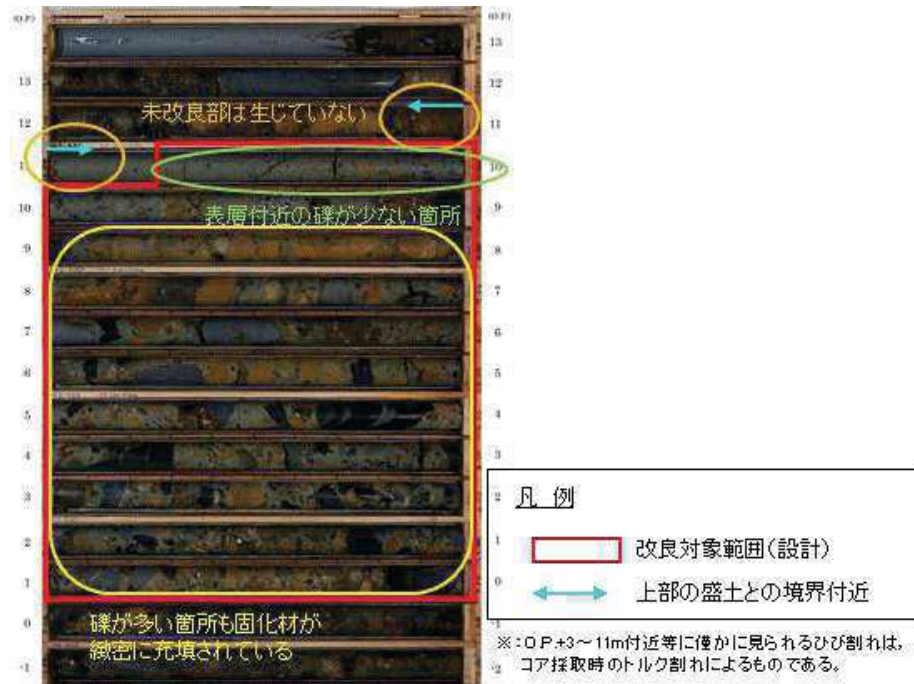 (O.P)
(O.P)
13
13
12
未改良部は生じていない
12
11
10
表層付近の礫が少ない箇所
10
9
9
8
8
7
7
6
6
5
5
4
4
3
3
2
2
1
1
0
礫が多い箇所も固化材が
緻密に充填されている
0
-1
-1
-2
凡 例
改良対象範囲(設計)
上部の盛土との境界付近
※:O.P.+3~11m付近等に僅かに見られるひび割れは,
コア採取時のトルク割れによるものである。